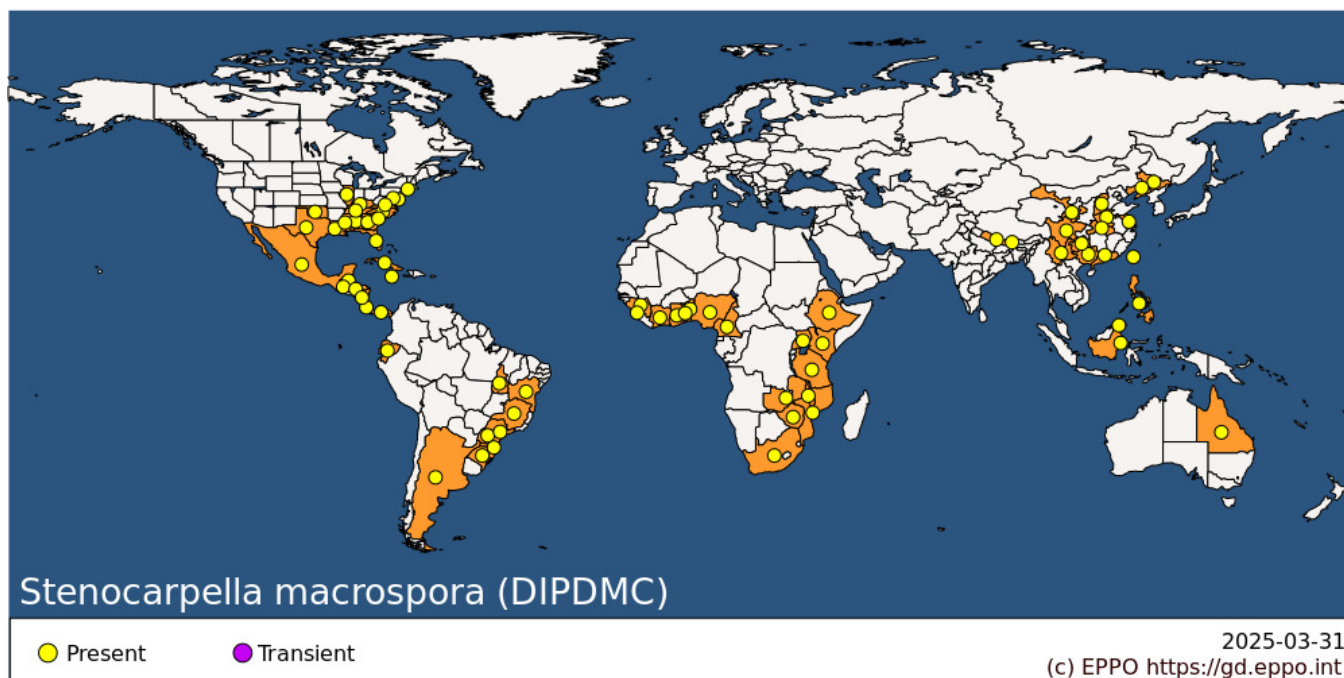 Stenocarpella macrospora (DIPDMC)
Present
Transient
2025-03-31
(c) EPPO https://gd.eppo.int